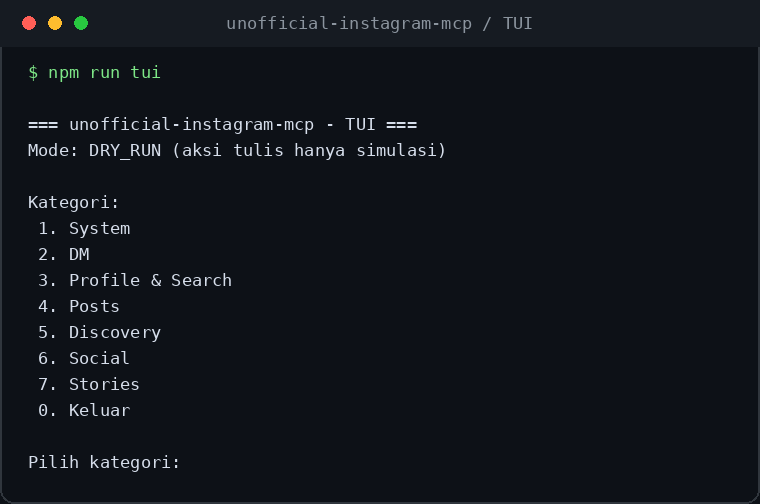 unofficial-instagram-mcp / TUI
$ npm run tui
=== unofficial-instagram-mcp - TUI ===
Mode: DRY_RUN (aksi tulis hanya simulasi)
Kategori:
1. System
2. DM
3. Profile & Search
4. Posts
5. Discovery
6. Social
7. Stories
0. Keluar
Pilih kategori: